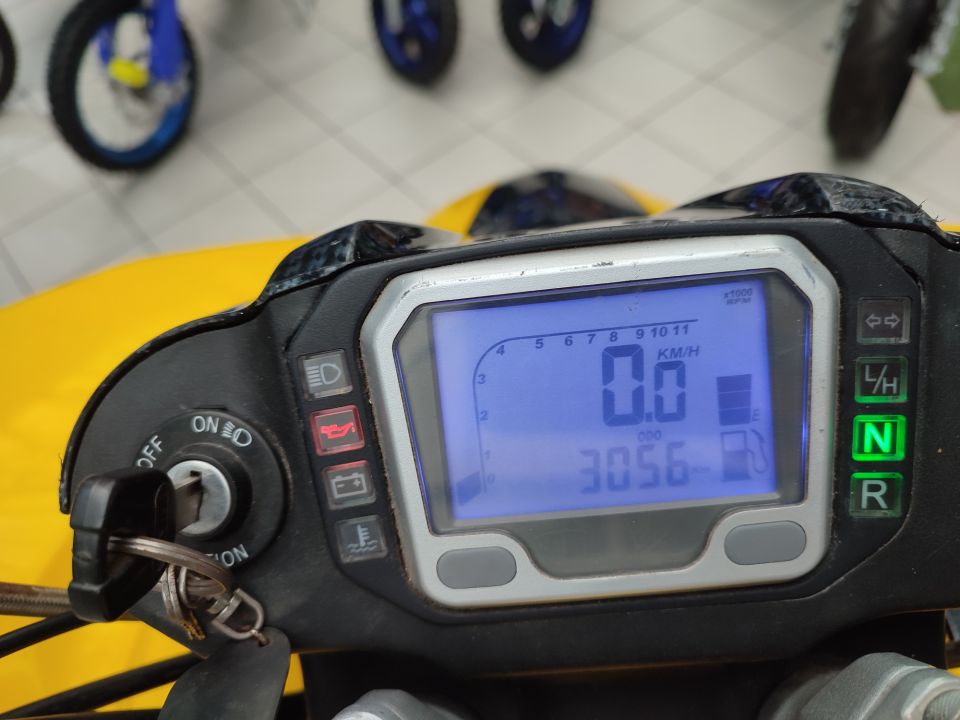 x1000
RPM
4 5 6 7 8 9 10 11
3
2
1
0
0.0 KM/H
E
ODO
3056 Km
L/H
N
R
ON
OFF